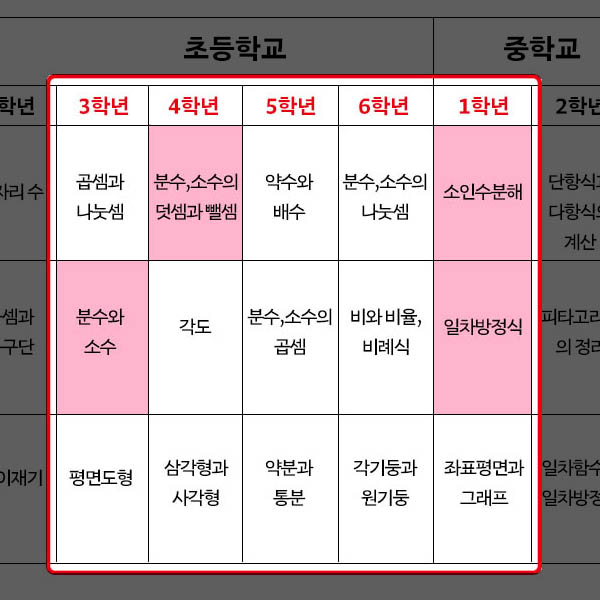 초등학교 중학교
학년 3학년 4학년 5학년 6학년 1학년 2학년
자리 수
곱셈과
나눗셈
분수,소수의
덧셈과 뺄셈
약수와
배수
분수,소수의
나눗셈
소인수분해
단항식과
다항식의
계산
셈과
구단
분수와
소수
각도
분수,소수의
곱셈
비와 비율,
비례식
일차방정식
피타고라
의 정리
이재기
평면도형
삼각형과
사각형
약분과
통분
각기둥과
원기둥
좌표평면과
그래프
일차함수
일차방정